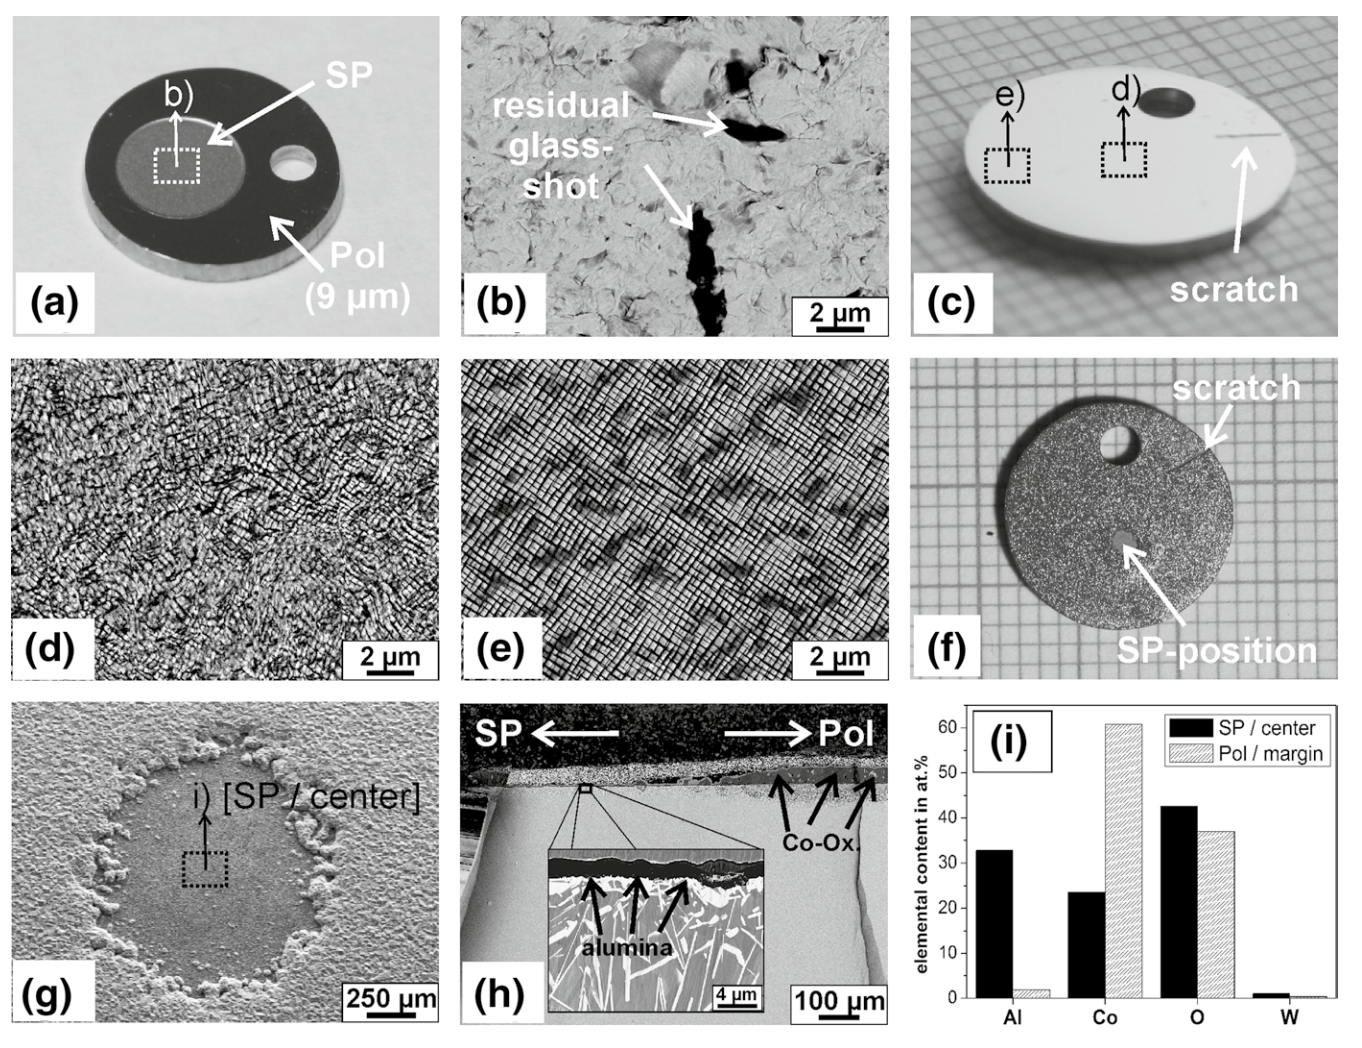 SP
b)
Pol
(9 µm)
(a)
residual
glass-
shot
(b)
2 µm
e)
d)
scratch
(c)
(d)
2 µm
(e)
2 µm
scratch
SP-position
(f)
i) [SP / center]
(g)
250 µm
SP
Pol
Co-Ox.
alumina
4 µm
(h)
100 µm
(i)
SP / center
Pol / margin
elemental content in at.%
60
50
40
30
20
10
0
Al Co O W